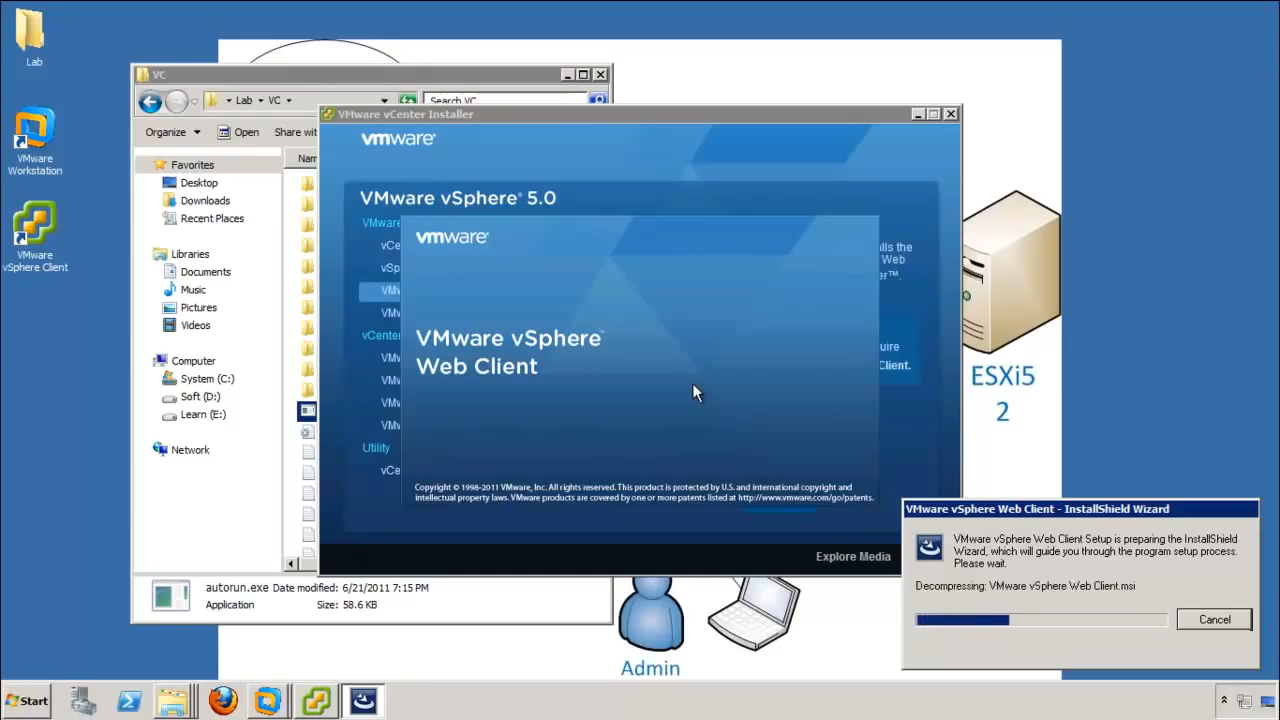 Lab
VMware
Workstation
VMware
vSphere Client
VC
Lab
VC
Search VC
Organize
Open
Share wit
Favorites
Desktop
Downloads
Recent Places
Libraries
Documents
Music
Pictures
Videos
Computer
System (C:)
Soft (D:)
Learn (E:)
Network
Nam
autorun.exe Date modified: 6/21/2011 7:15 PM
Application Size: 58.6 KB
VMware vCenter Installer
vmware
VMware vSphere® 5.0
VMware
vCe
vSp
VMw
VMw
vCenter
VMw
VMw
VMw
VMw
Utility
vCe
alls the
Web
er™.
uire
Client.
Explore Media
vmware
VMware vSphere™
Web Client
Copyright © 1998-2011 VMware, Inc. All rights reserved. This product is protected by U.S. and international copyright and
intellectual property laws. VMware products are covered by one or more patents listed at http://www.vmware.com/go/patents.
ESXi5
2
Admin
VMware vSphere Web Client - InstallShield Wizard
VMware vSphere Web Client Setup is preparing the InstallShield
Wizard, which will guide you through the program setup process.
Please wait.
Decompressing: VMware vSphere Web Client.msi
Cancel
Start